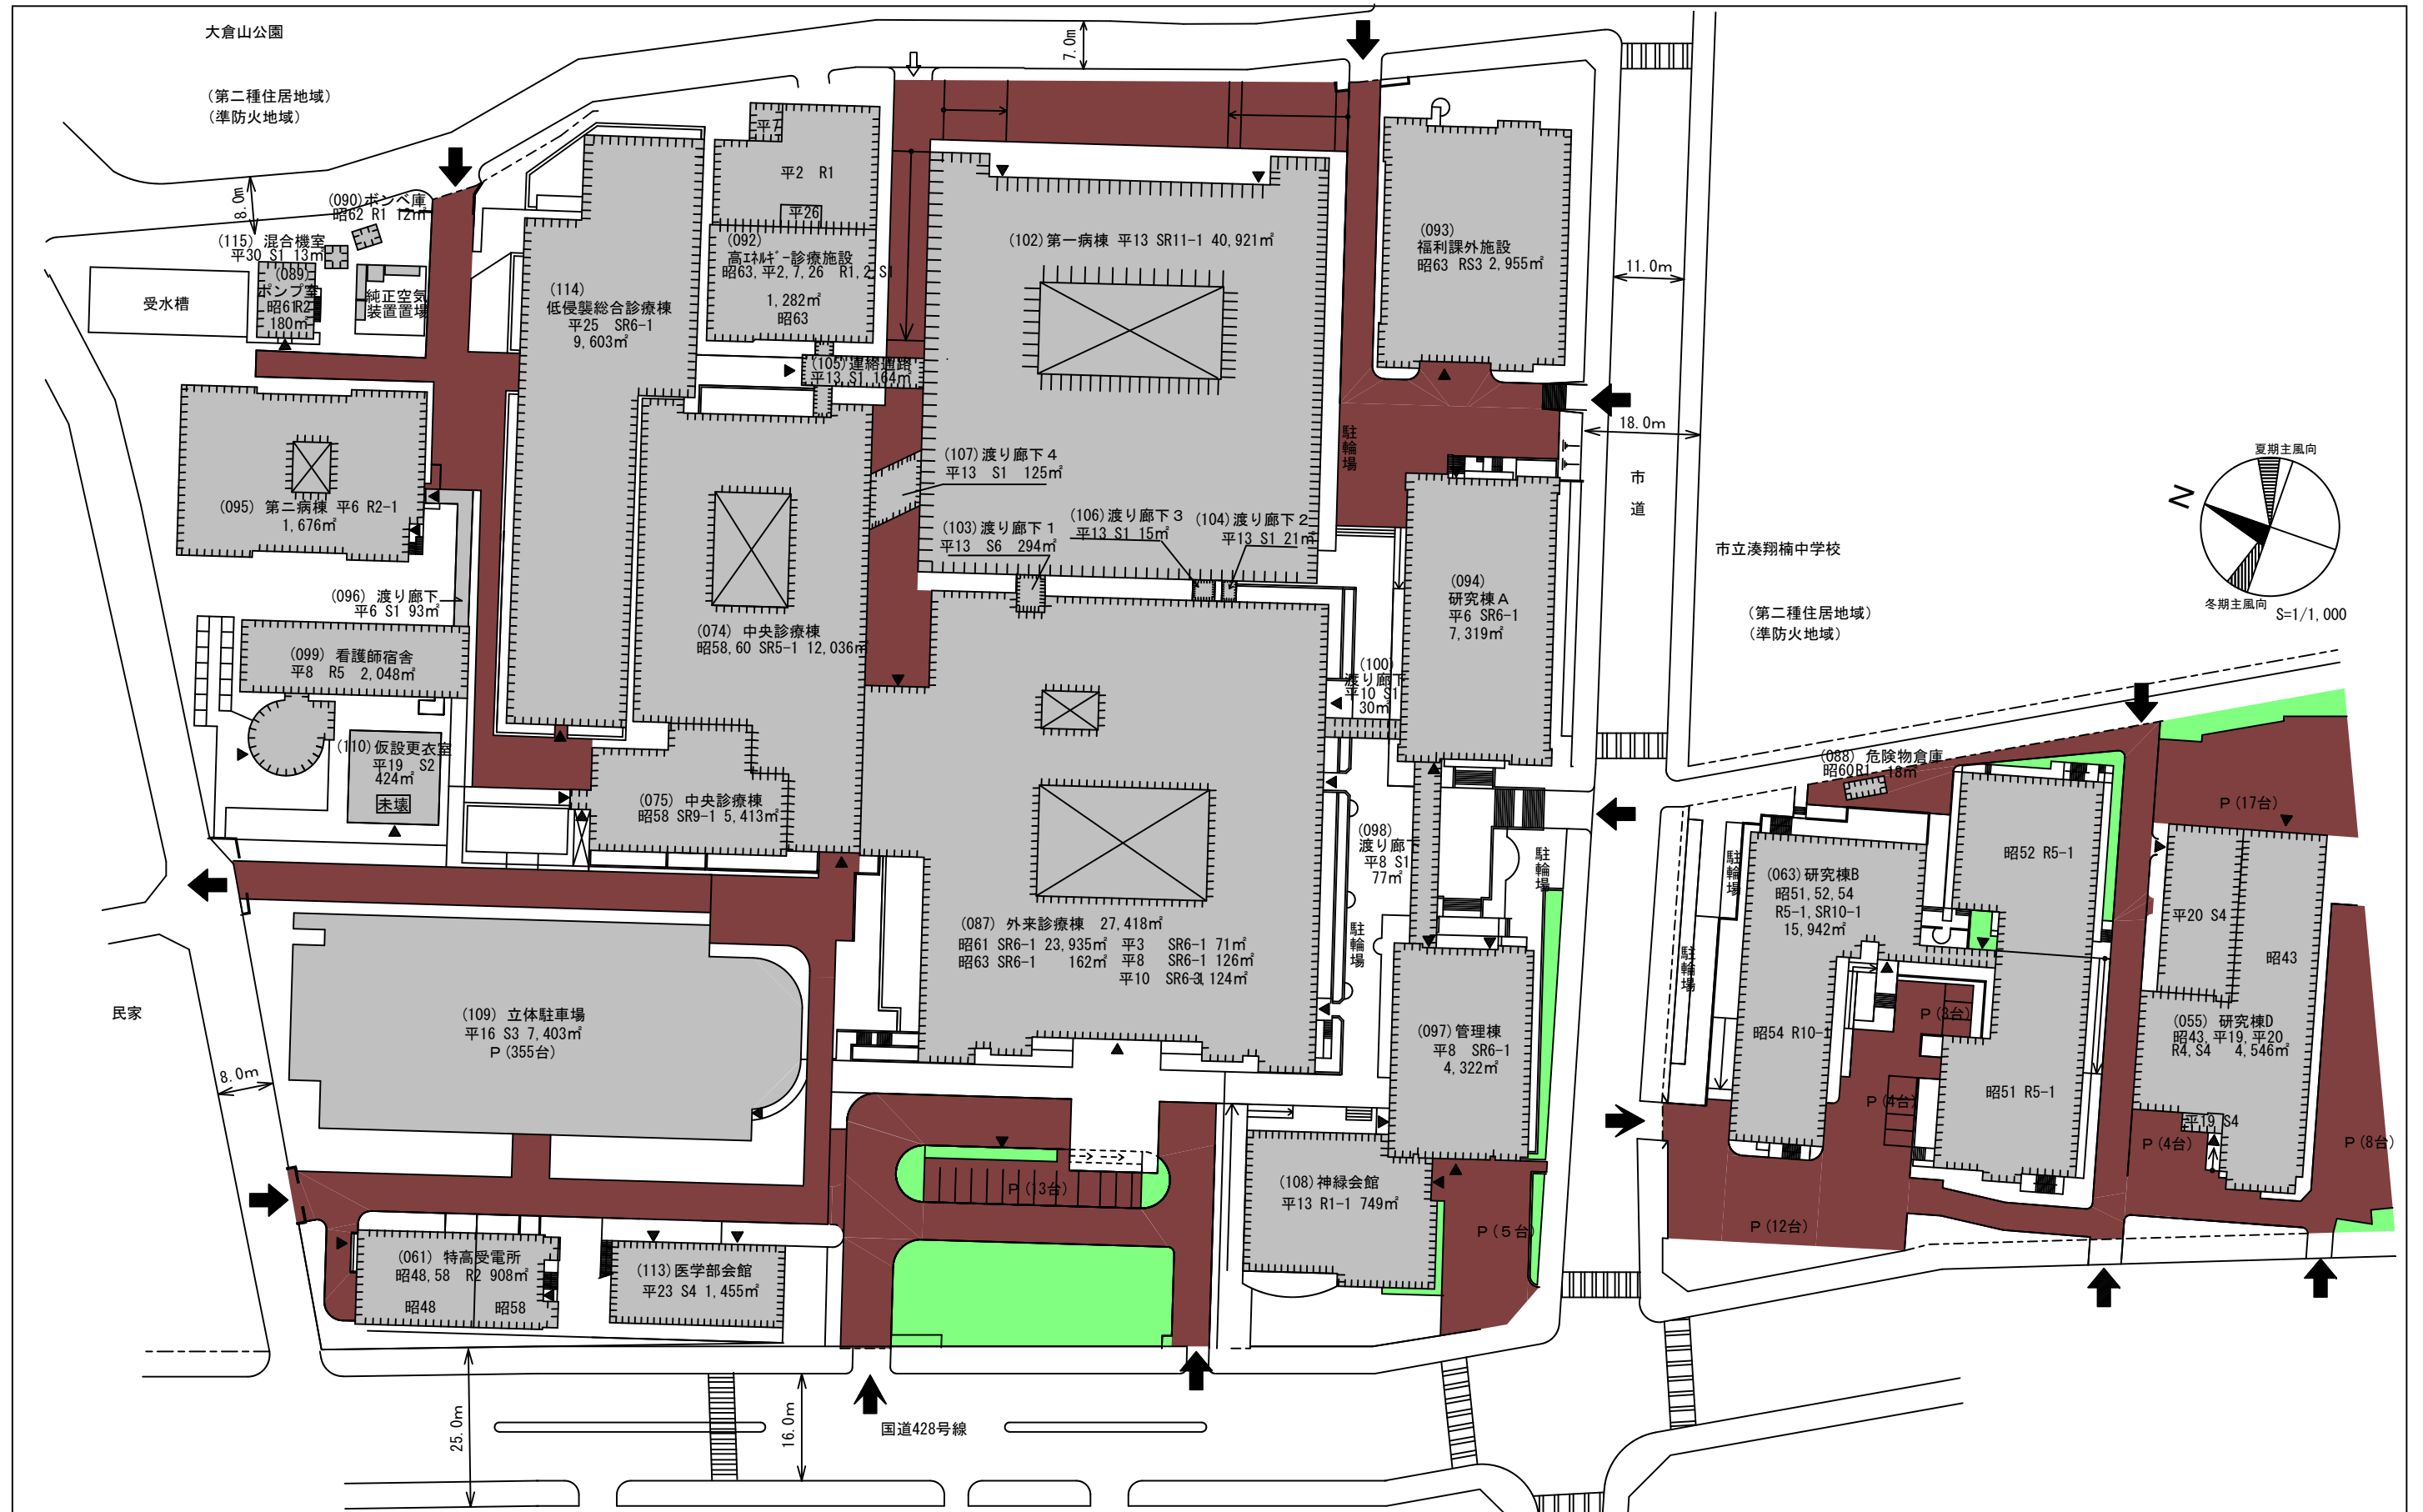 大倉山公園
(第二種住居地域)
(準防火地域)
7.0m
8.0m
(090)ボンベ庫
昭62 R1 12㎡
(115) 混合機室
平30 S1 13㎡
(089)
ポンプ室
昭61R2
180㎡
受水槽
純正空気
装置置場
平7
平2 R1
平26
(092)
高エネルギー診療施設
昭63,平2,7,26 R1,2,S1
1,282㎡
昭63
(114)
低侵襲総合診療棟
平25 SR6-1
9,603㎡
(105)連絡通路
平13 S1 164㎡
(102)第一病棟 平13 SR11-1 40,921㎡
(093)
福利課外施設
昭63 RS3 2,955㎡
11.0m
18.0m
市道
駐輪場
(107)渡り廊下4
平13 S1 125㎡
(103)渡り廊下1
平13 S6 294㎡
(106)渡り廊下3
平13 S1 15㎡
(104)渡り廊下2
平13 S1 21㎡
(095) 第二病棟 平6 R2-1
1,676㎡
(096) 渡り廊下
平6 S1 93㎡
(099) 看護師宿舎
平8 R5 2,048㎡
(110)仮設更衣室
平19 S2
424㎡
未壊
(074) 中央診療棟
昭58,60 SR5-1 12,036㎡
(075) 中央診療棟
昭58 SR9-1 5,413㎡
(094)
研究棟A
平6 SR6-1
7,319㎡
(100)
渡り廊下
平10 S1
30㎡
(098)
渡り廊下
平8 S1
77㎡
駐輪場
駐輪場
(087) 外来診療棟 27,418㎡
昭61 SR6-1 23,935㎡ 平3 SR6-1 71㎡
昭63 SR6-1 162㎡ 平8 SR6-1 126㎡
平10 SR6-1 3,124㎡
(097)管理棟
平8 SR6-1
4,322㎡
(109) 立体駐車場
平16 S3 7,403㎡
P(355台)
民家
8.0m
P(13台)
(108)神緑会館
平13 R1-1 749㎡
P(5台)
(061) 特高受電所
昭48,58 R2 908㎡
昭48
昭58
(113)医学部会館
平23 S4 1,455㎡
25.0m
16.0m
国道428号線
市立湊翔楠中学校
(第二種住居地域)
(準防火地域)
夏期主風向
N
冬期主風向
S=1/1,000
(088) 危険物倉庫
昭60R1 18㎡
駐輪場
駐輪場
(063)研究棟B
昭51,52,54
R5-1,SR10-1
15,942㎡
昭52 R5-1
昭54 R10-1
昭51 R5-1
P(3台)
P(4台)
P(12台)
P(17台)
平20 S4
昭43
(055) 研究棟D
昭43,平19,平20
R4,S4 4,546㎡
平19 S4
P(4台)
P(8台)